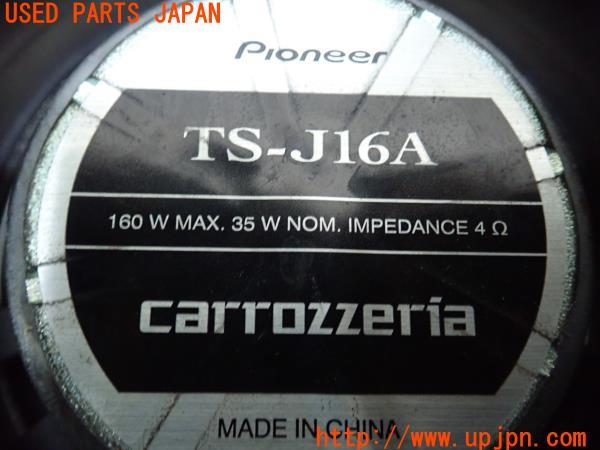 USED PARTS JAPAN
Pioneer
TS-J16A
160 W MAX. 35 W NOM. IMPEDANCE 4 Ω
carrozzeria
MADE IN CHINA
http://www.upjpn.com